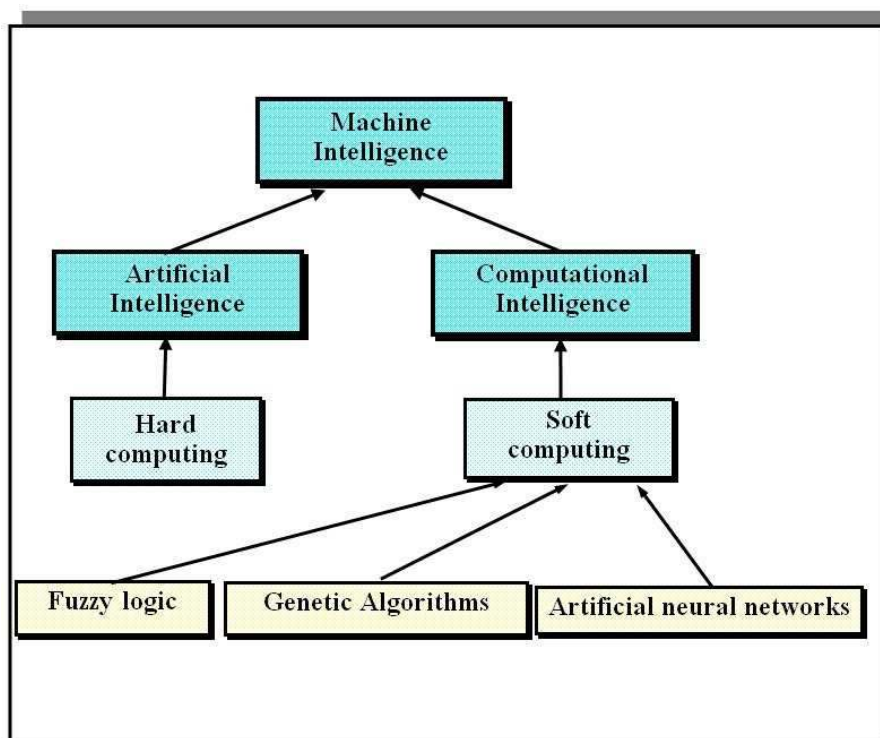 Machine
Intelligence
Artificial
Intelligence
Computational
Intelligence
Hard
computing
Soft
computing
Fuzzy logic
Genetic Algorithms
Artificial neural networks